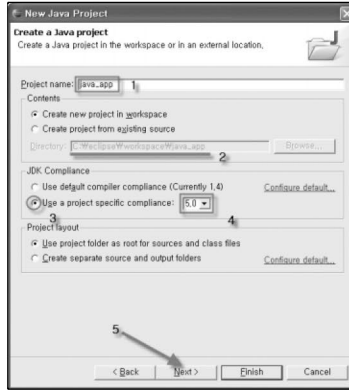 New Java Project
Create a Java project
Create a Java project in the workspace or in an external location.
Project name: java_app 1
Contents
Create new project in workspace
Create project from existing source
Directory: C:\eclipse\workspace\java_app Browse...
2
JDK Compliance
Use default compiler compliance (Currently 1,4) Configure default...
Use a project specific compliance: 5,0
3 4
Project layout
Use project folder as root for sources and class files
Create separate source and output folders Configure default...
5
< Back Next > Finish Cancel